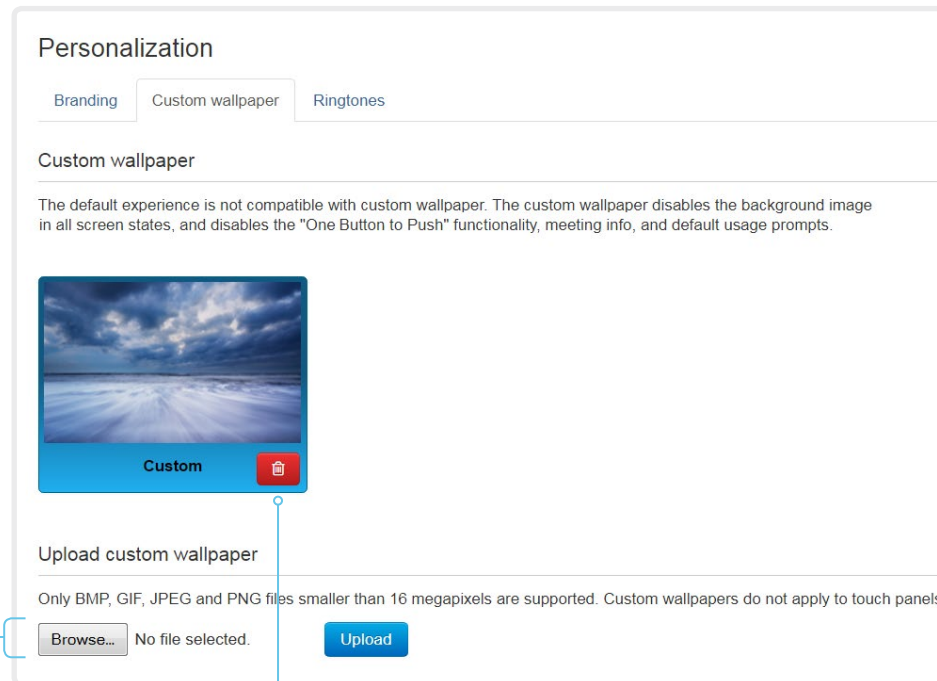 Personalization
Branding Custom wallpaper Ringtones
Custom wallpaper
The default experience is not compatible with custom wallpaper. The custom wallpaper disables the background image
in all screen states, and disables the "One Button to Push" functionality, meeting info, and default usage prompts.
Custom
Upload custom wallpaper
Only BMP, GIF, JPEG and PNG files smaller than 16 megapixels are supported. Custom wallpapers do not apply to touch panels
Browse... No file selected. Upload